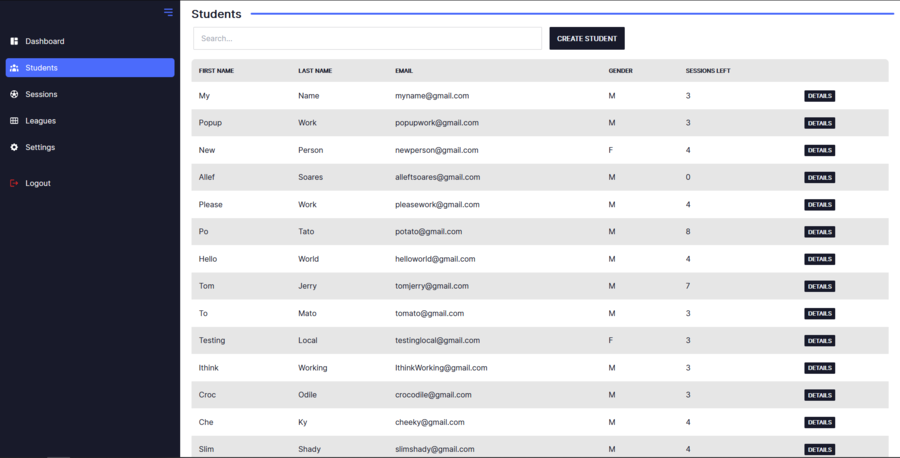 Dashboard
Students
Sessions
Leagues
Settings
Logout
Students
Search...
CREATE STUDENT
FIRST NAME LAST NAME EMAIL GENDER SESSIONS LEFT
My Name myname@gmail.com M 3 DETAILS
Popup Work popupwork@gmail.com M 3 DETAILS
New Person newperson@gmail.com F 4 DETAILS
Allef Soares alleftsoares@gmail.com M 0 DETAILS
Please Work pleasework@gmail.com M 4 DETAILS
Po Tato potato@gmail.com M 8 DETAILS
Hello World helloworld@gmail.com M 4 DETAILS
Tom Jerry tomjerry@gmail.com M 7 DETAILS
To Mato tomato@gmail.com M 3 DETAILS
Testing Local testinglocal@gmail.com F 3 DETAILS
Ithink Working IthinkWorking@gmail.com M 3 DETAILS
Croc Odile crocodile@gmail.com M 3 DETAILS
Che Ky cheeky@gmail.com M 4 DETAILS
Slim Shady slimshady@gmail.com M 4 DETAILS